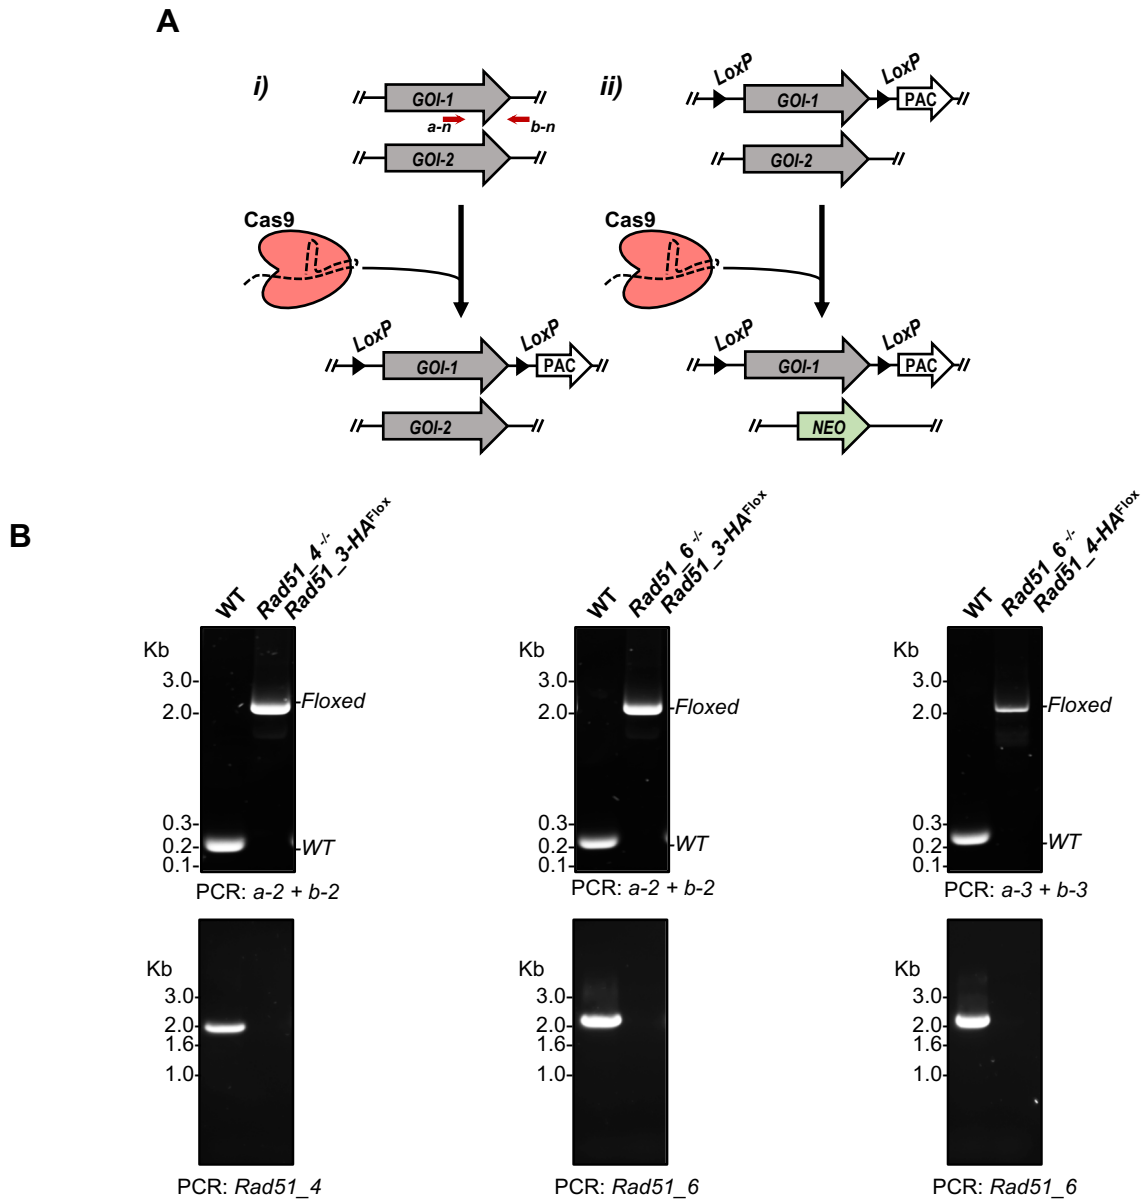 A
i)
ii)
GOI-1
a-n
b-n
GOI-2
LoxP
LoxP
GOI-1
PAC
GOI-2
Cas9
Cas9
LoxP
LoxP
GOI-1
PAC
GOI-2
LoxP
LoxP
GOI-1
PAC
NEO
B
WT
Rad51_4-/-
Rad51_3-HAFlox
Kb
3.0-
2.0-
0.3-
0.2-
0.1-
-Floxed
-WT
PCR: a-2 + b-2
WT
Rad51_6-/-
Rad51_3-HAFlox
Kb
3.0-
2.0-
0.3-
0.2-
0.1-
-Floxed
-WT
PCR: a-2 + b-2
WT
Rad51_6-/-
Rad51_4-HAFlox
Kb
3.0-
2.0-
0.3-
0.2-
0.1-
-Floxed
-WT
PCR: a-3 + b-3
Kb
3.0-
2.0-
1.6-
1.0-
PCR: Rad51_4
Kb
3.0-
2.0-
1.6-
1.0-
PCR: Rad51_6
Kb
3.0-
2.0-
1.6-
1.0-
PCR: Rad51_6